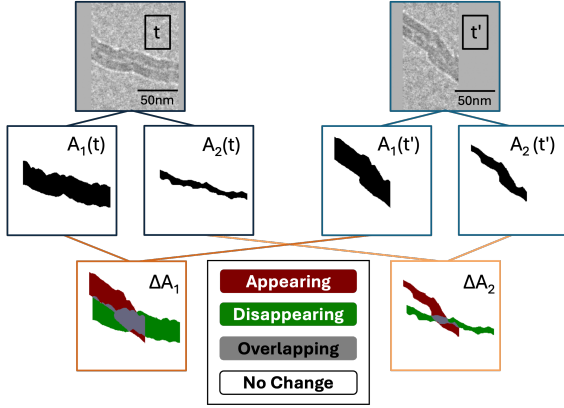 t
50nm
t'
50nm
A₁(t)
A₂(t)
A₁(t')
A₂(t')
ΔA₁
Appearing
Disappearing
Overlapping
No Change
ΔA₂